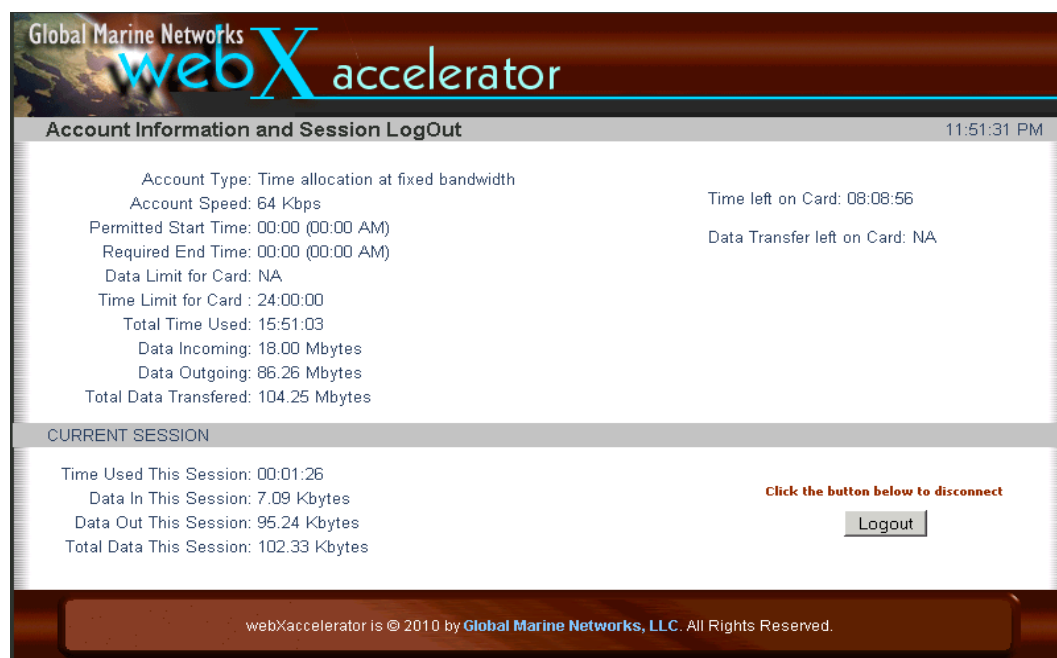 Global Marine Networks
webX accelerator
Account Information and Session LogOut
11:51:31 PM
Account Type: Time allocation at fixed bandwidth
Account Speed: 64 Kbps
Permitted Start Time: 00:00 (00:00 AM)
Required End Time: 00:00 (00:00 AM)
Data Limit for Card: NA
Time Limit for Card : 24:00:00
Total Time Used: 15:51:03
Data Incoming: 18.00 Mbytes
Data Outgoing: 86.26 Mbytes
Total Data Transfered: 104.25 Mbytes
Time left on Card: 08:08:56
Data Transfer left on Card: NA
CURRENT SESSION
Time Used This Session: 00:01:26
Data In This Session: 7.09 Kbytes
Data Out This Session: 95.24 Kbytes
Total Data This Session: 102.33 Kbytes
Click the button below to disconnect
Logout
webXaccelerator is © 2010 by Global Marine Networks, LLC. All Rights Reserved.